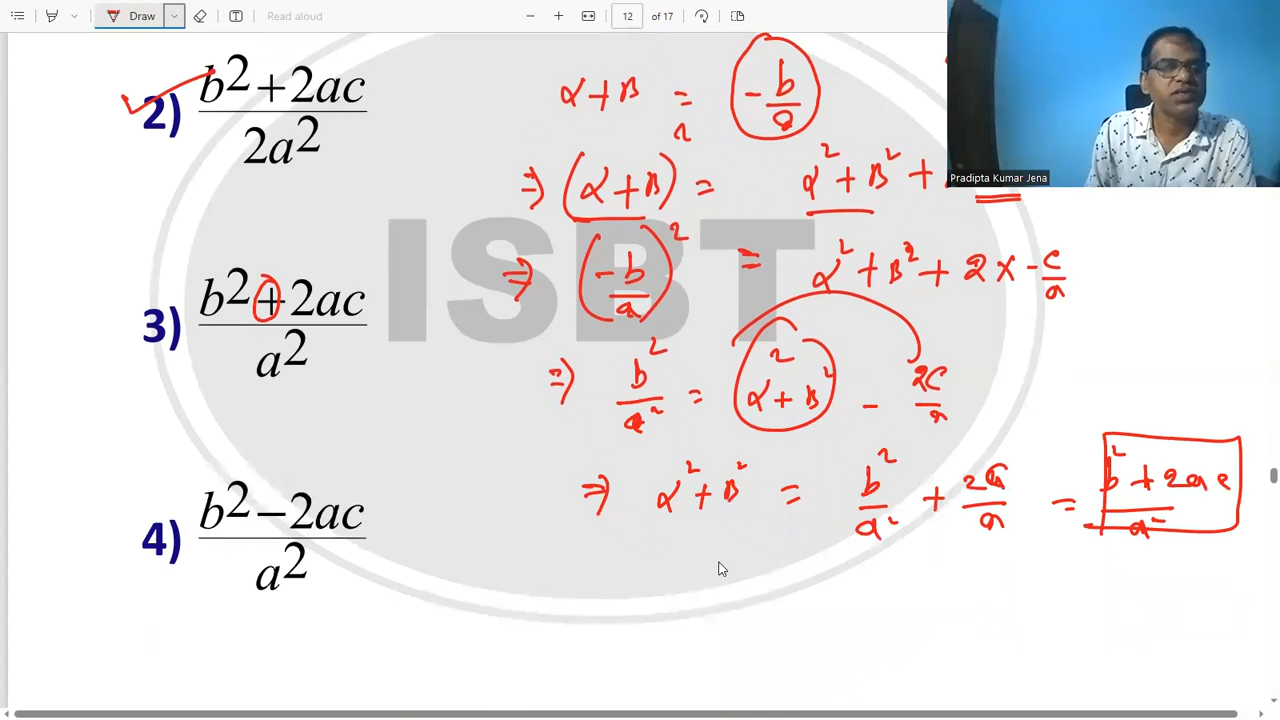 Draw
Read aloud
12 of 17
2) b²+2ac / 2a²
3) b²+2ac / a²
4) b²−2ac / a²
α+β = -b/a
⇒ (α+β)² = α²+β²+
⇒ (-b/a)² = α²+β²+ 2 × -c/a
⇒ b²/a² = α²+β² - 2c/a
⇒ α²+β² = b²/a² + 2c/a = b²+2ac / a²
ISBT
Pradipta Kumar Jena